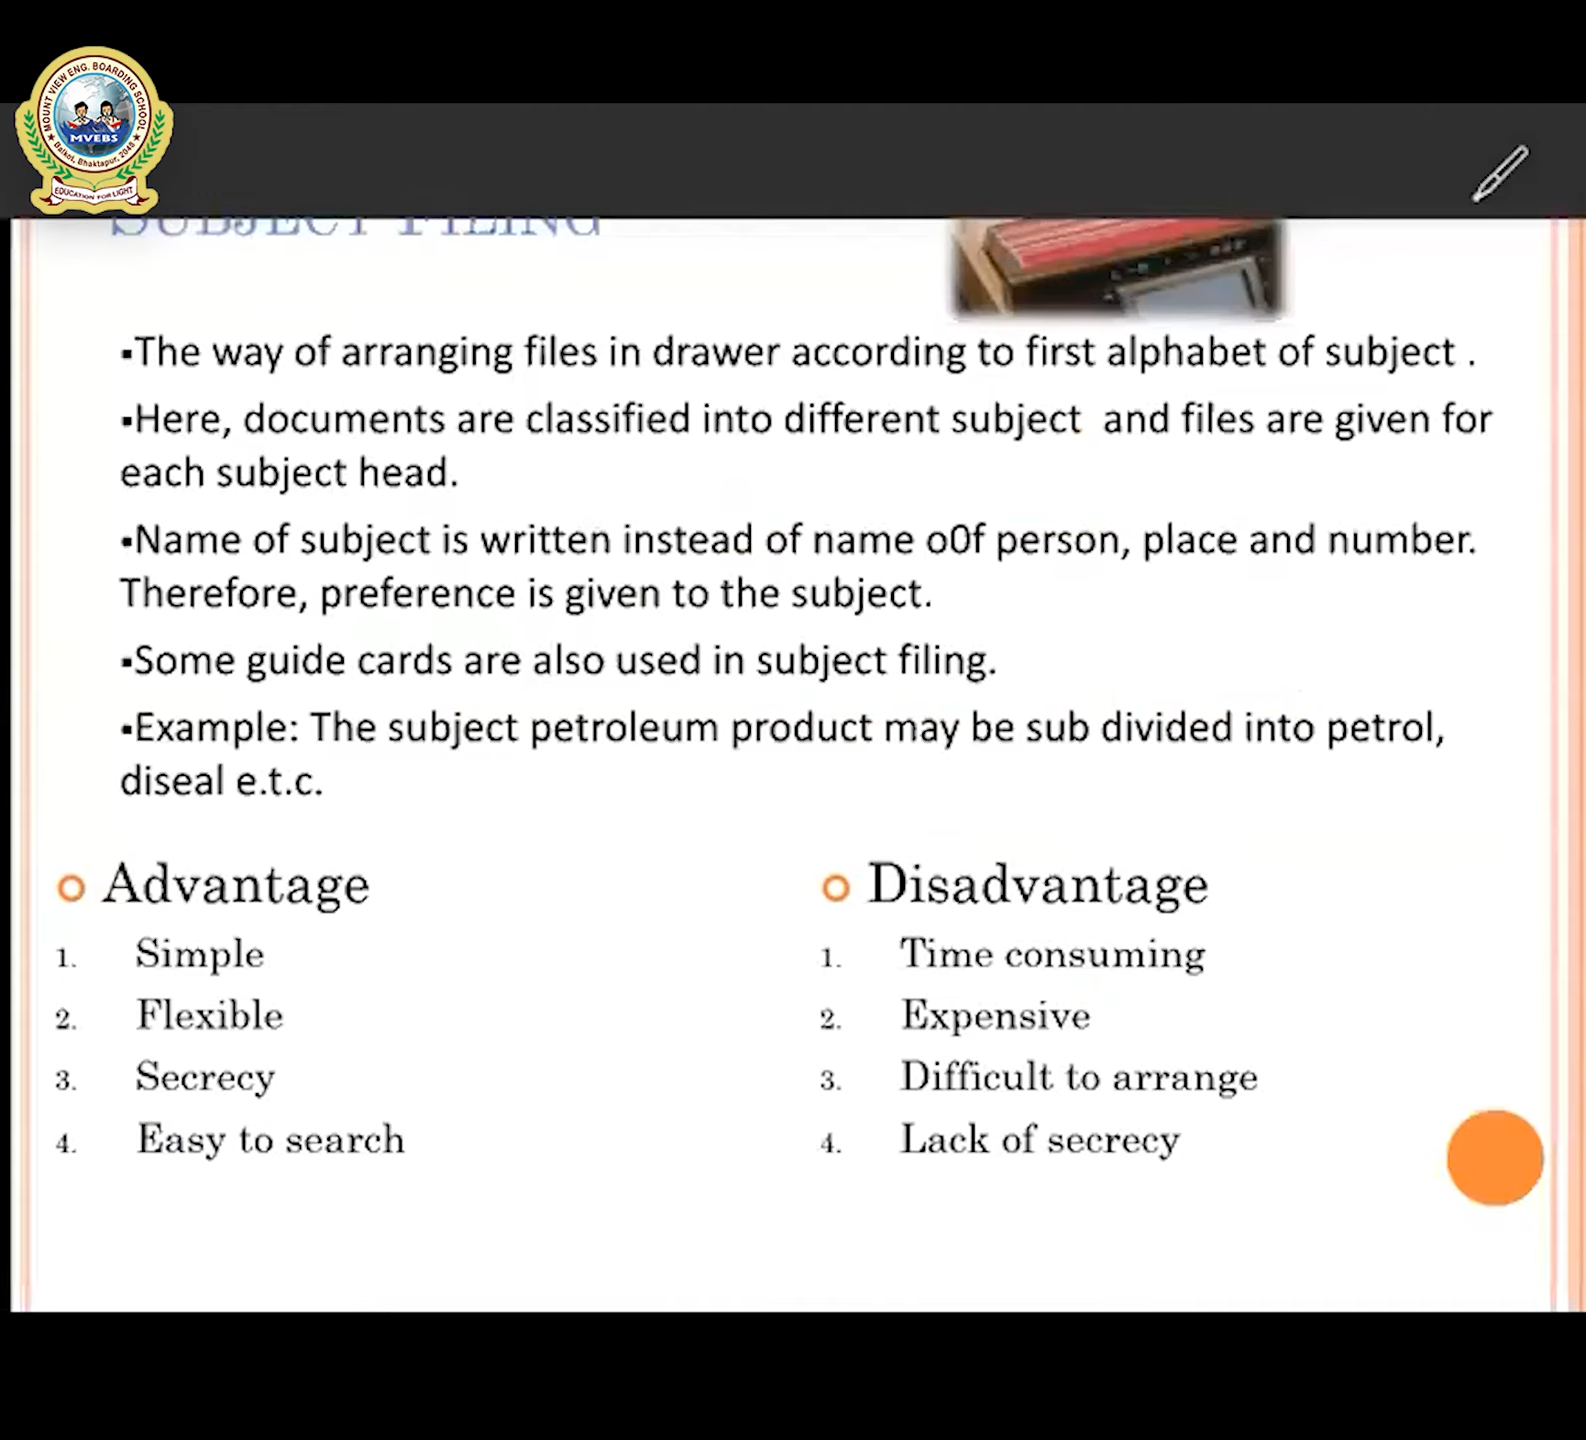 MOUNT VIEW ENG. BOARDING SCHOOL
MVEBS
Balkot, Bhaktapur, 2048
EDUCATION FOR LIGHT
SUBJECT FILING
▪The way of arranging files in drawer according to first alphabet of subject .
▪Here, documents are classified into different subject and files are given for
each subject head.
▪Name of subject is written instead of name o0f person, place and number.
Therefore, preference is given to the subject.
▪Some guide cards are also used in subject filing.
▪Example: The subject petroleum product may be sub divided into petrol,
diseal e.t.c.
Advantage
1. Simple
2. Flexible
3. Secrecy
4. Easy to search
Disadvantage
1. Time consuming
2. Expensive
3. Difficult to arrange
4. Lack of secrecy